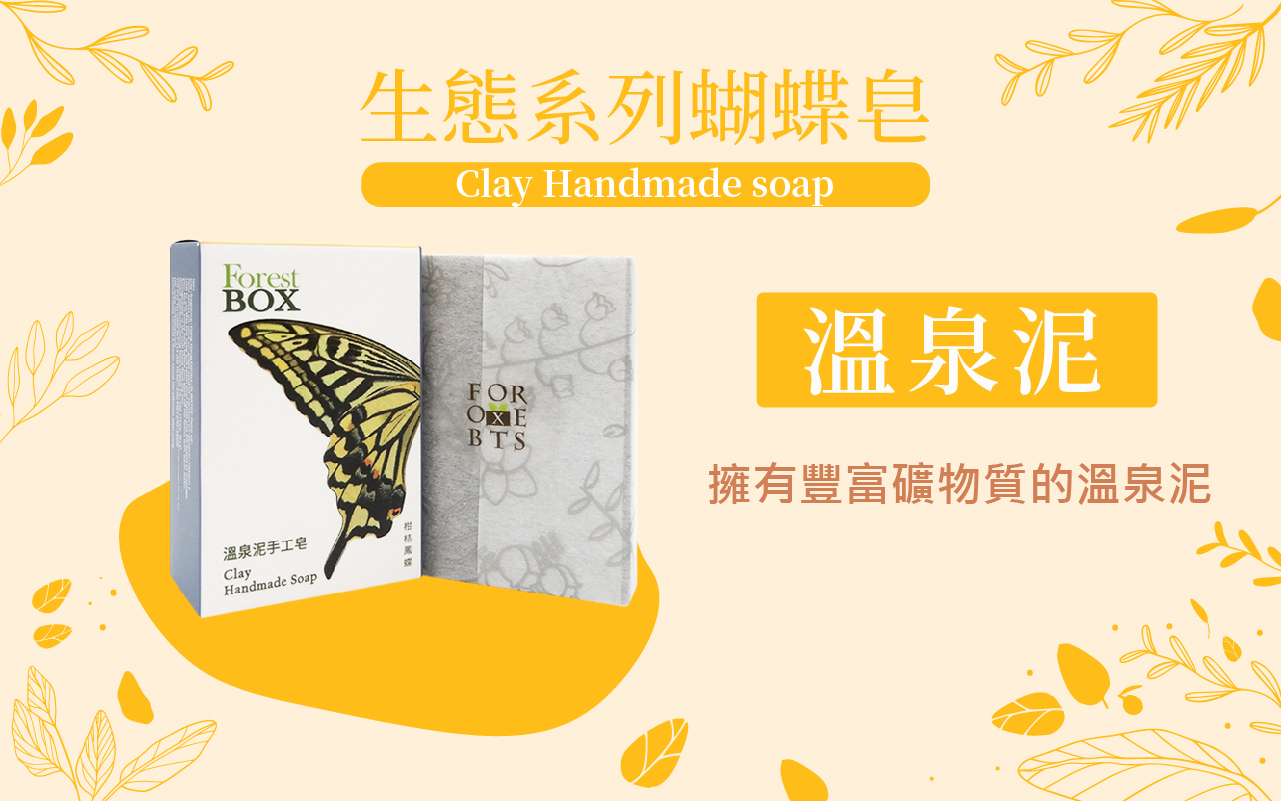 生態系列蝴蝶皂
Clay Handmade soap
Forest
BOX
溫泉泥手工皂
Clay
Handmade Soap
柑桔鳳蝶
FOR
OXE
BTS
溫泉泥
擁有豐富礦物質的溫泉泥